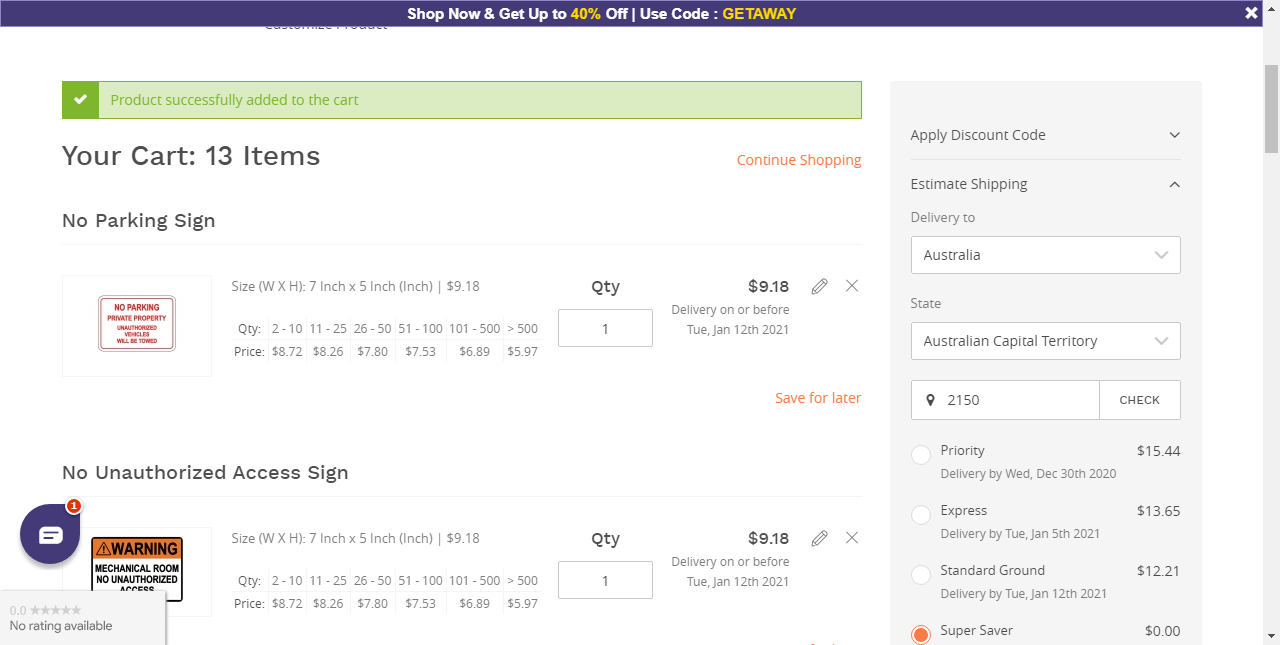 Shop Now & Get Up to 40% Off | Use Code : GETAWAY
Customize Product
Product successfully added to the cart
Your Cart: 13 Items
Continue Shopping
No Parking Sign
NO PARKING
PRIVATE PROPERTY
UNAUTHORIZED
VEHICLES
WILL BE TOWED
Size (W X H): 7 Inch x 5 Inch (Inch) | $9.18
Qty: 2 - 10 11 - 25 26 - 50 51 - 100 101 - 500 > 500
Price: $8.72 $8.26 $7.80 $7.53 $6.89 $5.97
Qty
1
$9.18
Delivery on or before
Tue, Jan 12th 2021
Save for later
No Unauthorized Access Sign
WARNING
MECHANICAL ROOM
NO UNAUTHORIZED
ACCESS
Size (W X H): 7 Inch x 5 Inch (Inch) | $9.18
Qty: 2 - 10 11 - 25 26 - 50 51 - 100 101 - 500 > 500
Price: $8.72 $8.26 $7.80 $7.53 $6.89 $5.97
Qty
1
$9.18
Delivery on or before
Tue, Jan 12th 2021
1
0.0
No rating available
Apply Discount Code
Estimate Shipping
Delivery to
Australia
State
Australian Capital Territory
2150
CHECK
Priority $15.44
Delivery by Wed, Dec 30th 2020
Express $13.65
Delivery by Tue, Jan 5th 2021
Standard Ground $12.21
Delivery by Tue, Jan 12th 2021
Super Saver $0.00